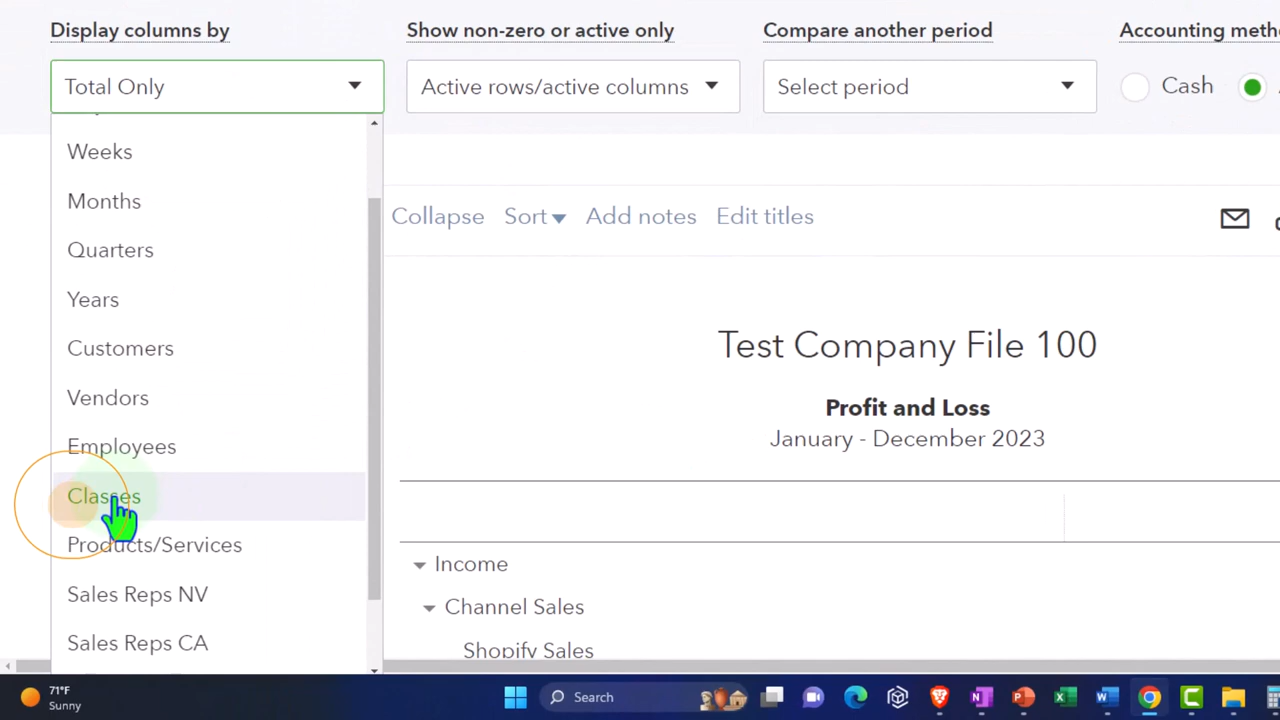 Display columns by
Show non-zero or active only
Compare another period
Accounting meth
Total Only
Active rows/active columns
Select period
Cash
Weeks
Months
Quarters
Years
Customers
Vendors
Employees
Classes
Products/Services
Sales Reps NV
Sales Reps CA
Collapse
Sort
Add notes
Edit titles
Test Company File 100
Profit and Loss
January - December 2023
Income
Channel Sales
Shopify Sales
71°F
Sunny
Search